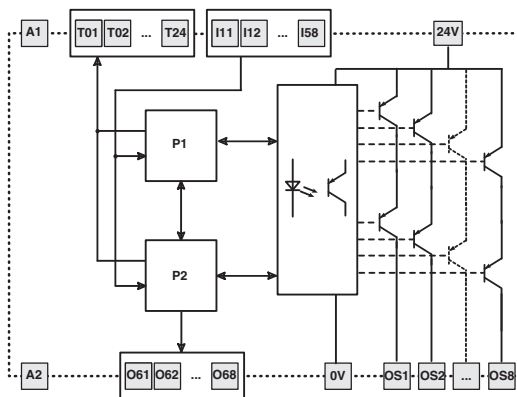 A1 T01 T02 ... T24 I11 I12 ... I58 24V
P1
P2
A2 O61 O62 ... O68 0V OS1 OS2 ... OS8